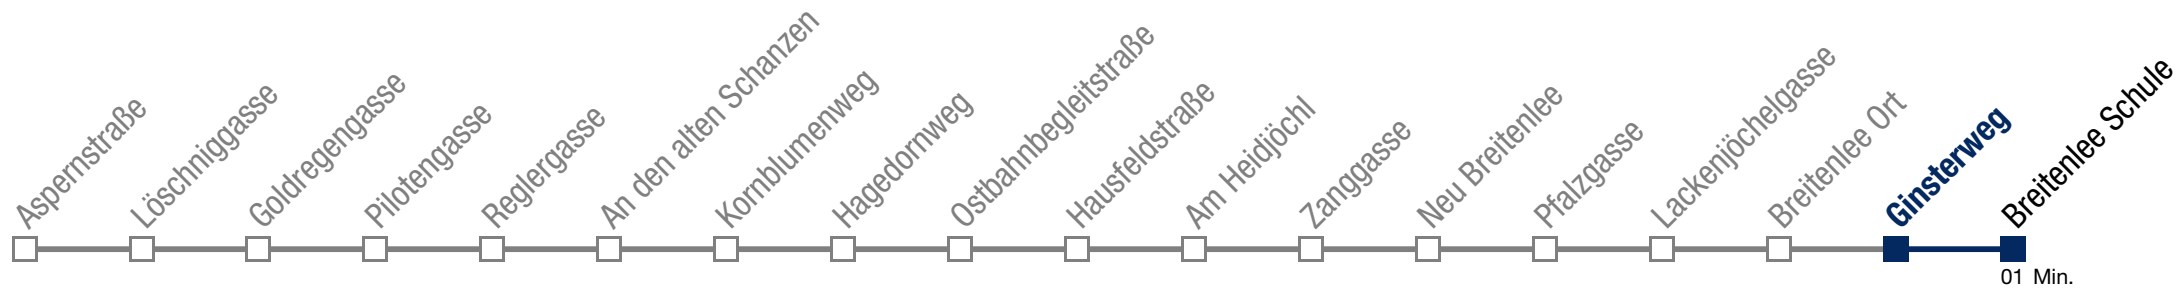 Aspernstraße
Löschniggasse
Goldregengasse
Pilotengasse
Reglergasse
An den alten Schanzen
Kornblumenweg
Hagedornweg
Ostbahnbegleitstraße
Hausfeldstraße
Am Heidjöchl
Zanggasse
Neu Breitenlee
Pfalzgasse
Lackenjöchelgasse
Breitenlee Ort
Ginsterweg
Breitenlee Schule
01 Min.